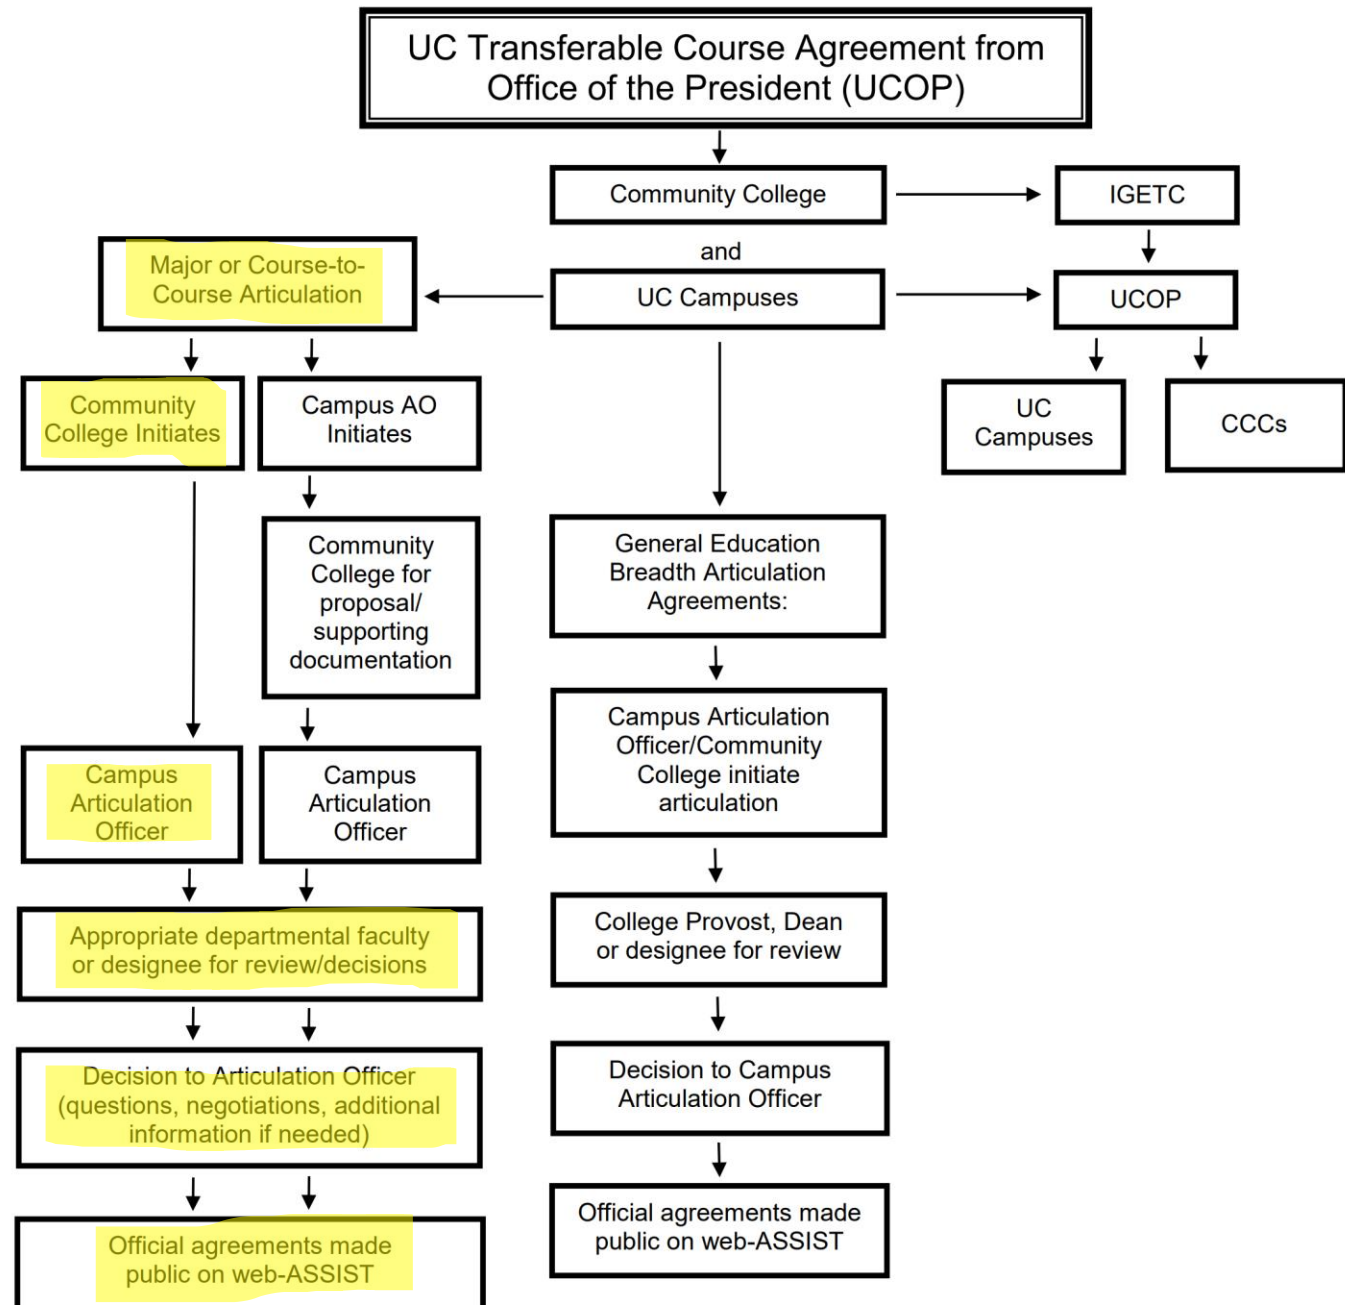 UC Transferable Course Agreement from
Office of the President (UCOP)
Community College
IGETC
and
Major or Course-to-
Course Articulation
UC Campuses
UCOP
Community
College Initiates
Campus AO
Initiates
UC
Campuses
CCCs
Community
College for
proposal/
supporting
documentation
General Education
Breadth Articulation
Agreements:
Campus Articulation
Officer/Community
College initiate
articulation
Campus
Articulation
Officer
Campus
Articulation
Officer
Appropriate departmental faculty
or designee for review/decisions
College Provost, Dean
or designee for review
Decision to Articulation Officer
(questions, negotiations, additional
information if needed)
Decision to Campus
Articulation Officer
Official agreements made
public on web-ASSIST
Official agreements made
public on web-ASSIST